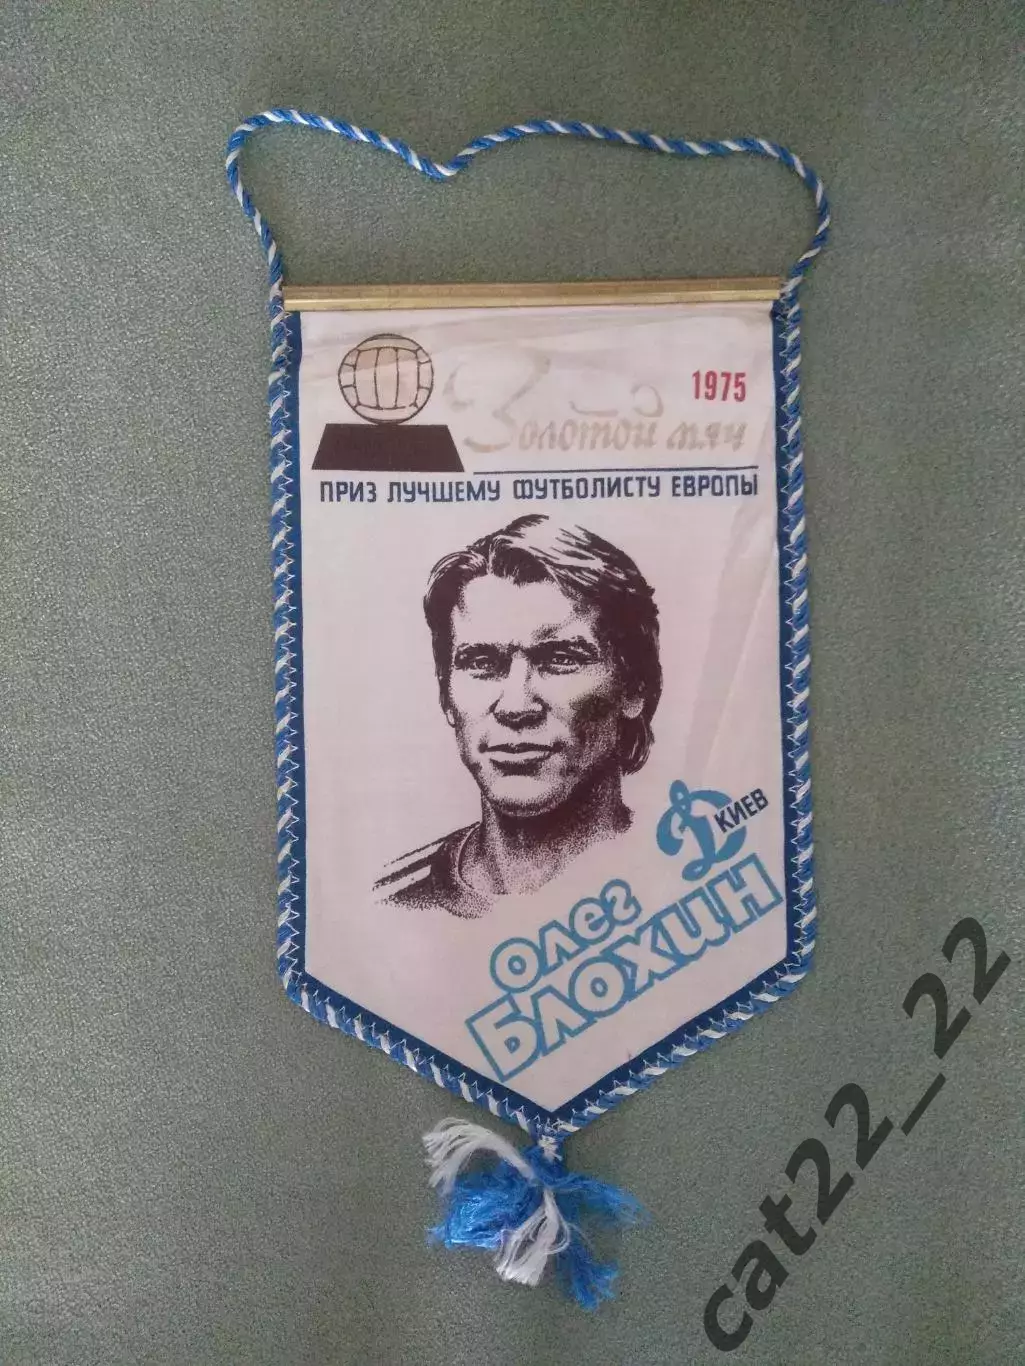 1975
Золотой мяч
ПРИЗ ЛУЧШЕМУ ФУТБОЛИСТУ ЕВРОПЫ
Д КИЕВ
ОЛЕГ
БЛОХИН
cat22_22